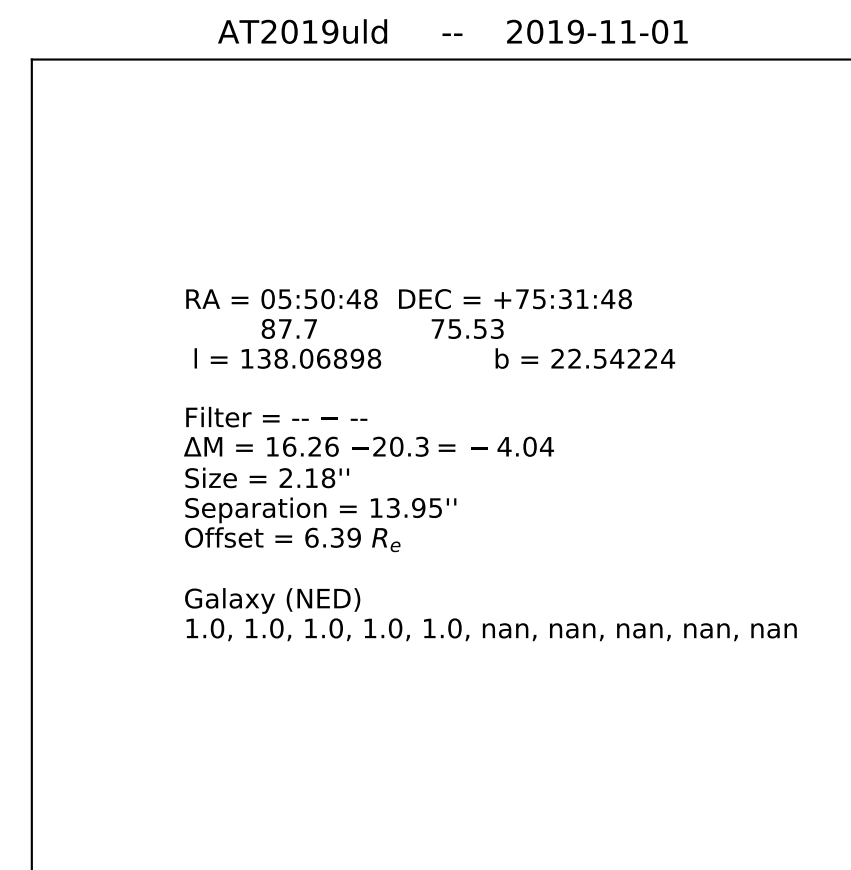 AT2019uld -- 2019-11-01
RA = 05:50:48 DEC = +75:31:48
87.7 75.53
l = 138.06898 b = 22.54224
Filter = -- − --
ΔM = 16.26 −20.3 = − 4.04
Size = 2.18''
Separation = 13.95''
Offset = 6.39 Re
Galaxy (NED)
1.0, 1.0, 1.0, 1.0, 1.0, nan, nan, nan, nan, nan